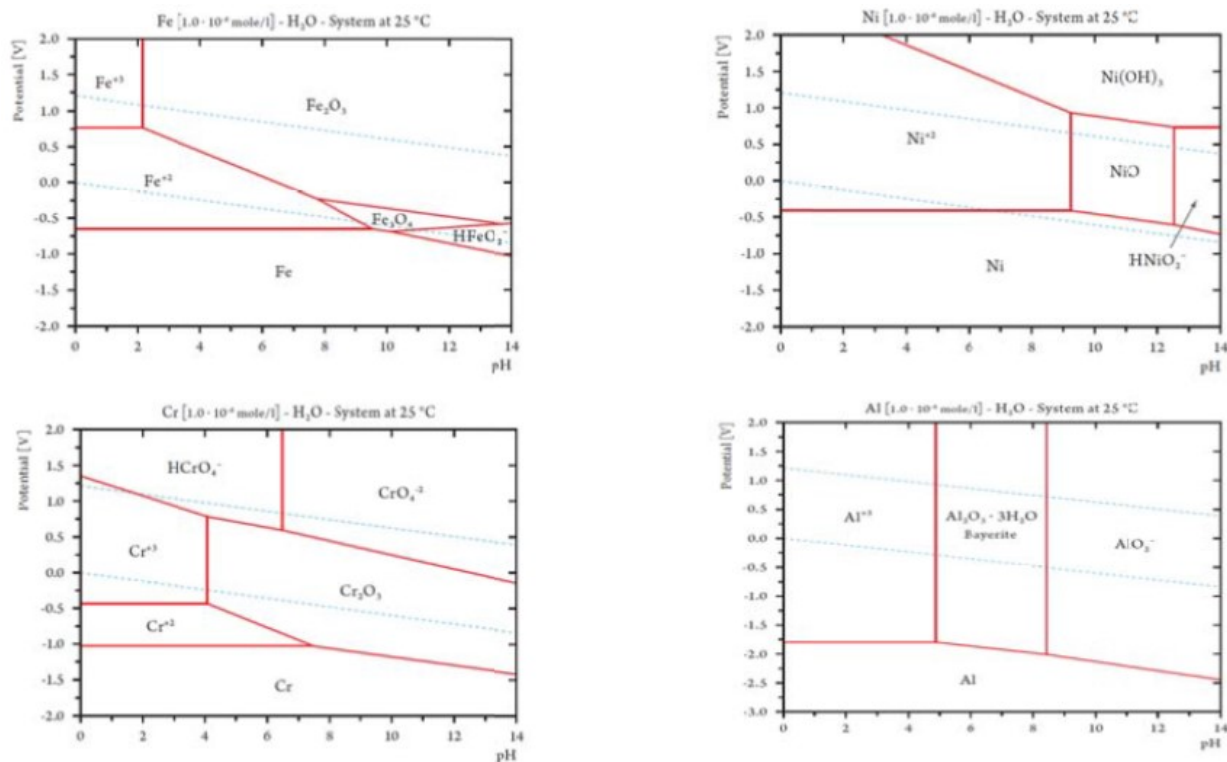 Fe [1.0 · 10⁻⁶ mole/l] - H₂O - System at 25 °C
Potential [V]
2.0
1.5
1.0
0.5
0.0
-0.5
-1.0
-1.5
-2.0
Fe⁺³
Fe₂O₃
Fe⁺²
Fe₃O₄
HFeO₂⁻
Fe
0 2 4 6 8 10 12 14
pH
Ni [1.0 · 10⁻⁶ mole/l] - H₂O - System at 25 °C
Potential [V]
2.0
1.5
1.0
0.5
0.0
-0.5
-1.0
-1.5
-2.0
Ni(OH)₃
Ni⁺²
NiO
HNiO₂⁻
Ni
0 2 4 6 8 10 12 14
pH
Cr [1.0 · 10⁻⁶ mole/l] - H₂O - System at 25 °C
Potential [V]
2.0
1.5
1.0
0.5
0.0
-0.5
-1.0
-1.5
-2.0
HCrO₄⁻
CrO₄⁻²
Cr⁺³
Cr₂O₃
Cr⁺²
Cr
0 2 4 6 8 10 12 14
pH
Al [1.0 · 10⁻⁶ mole/l] - H₂O - System at 25 °C
Potential [V]
2.0
1.5
1.0
0.5
0.0
-0.5
-1.0
-1.5
-2.0
-2.5
-3.0
Al⁺³
Al₂O₃ · 3H₂O
Bayerite
AlO₂⁻
Al
0 2 4 6 8 10 12 14
pH